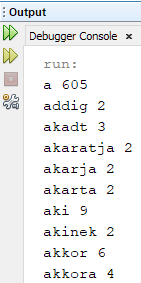 Output
Debugger Console
run:
a 605
addig 2
akadt 3
akaratja 2
akarja 2
akarta 2
aki 9
akinek 2
akkor 6
akkora 4